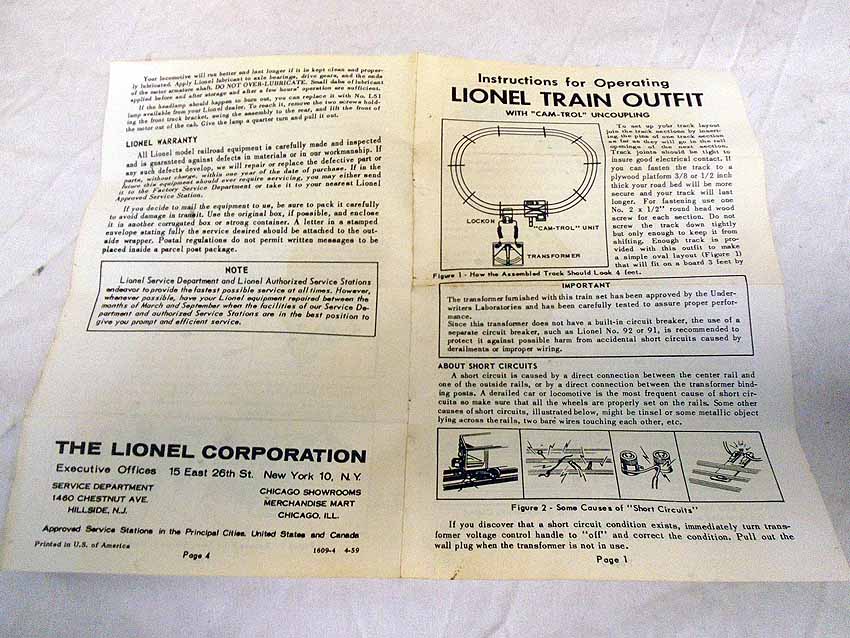 Your locomotive will run better and last longer if it is kept clean and proper-
ly lubricated. Apply Lionel lubricant to axle bearings, drive gears, and the ends
of the motor armature shaft. DO NOT OVER-LUBRICATE. Small dabs of lubricant
applied before and after storage and after a few hours' operation are sufficient.
If the headlamp should happen to burn out, you can replace it with No. L51
lamp available from your Lionel dealer. To reach it, remove the two screws hold-
ing the front truck bracket, swing the assembly to the rear, and lift the front of
the motor out of the cab. Give the lamp a quarter turn and pull it out.
LIONEL WARRANTY
All Lionel model railroad equipment is carefully made and inspected
and is guaranteed against defects in materials or in our workmanship. If
any such defects develop, we will repair or replace the defective part or
parts, without charge, within one year of the date of purchase. If in the
future this equipment should ever require servicing, you may either send
it to the Factory Service Department or take it to your nearest Lionel
Approved Service Station.
If you decide to mail the equipment to us, be sure to pack it carefully
to avoid damage in transit. Use the original box, if possible, and enclose
it in another corrugated box or strong container. A letter in a stamped
envelope stating fully the service desired should be attached to the out-
side wrapper. Postal regulations do not permit written messages to be
placed inside a parcel post package.
NOTE
Lionel Service Department and Lionel Authorized Service Stations
endeavor to provide the fastest possible service at all times. However,
whenever possible, have your Lionel equipment repaired between the
months of March and September when the facilities of our Service De-
partment and authorized Service Stations are in the best position to
give you prompt and efficient service.
THE LIONEL CORPORATION
Executive Offices 15 East 26th St. New York 10, N.Y.
SERVICE DEPARTMENT
1460 CHESTNUT AVE.
HILLSIDE, N.J.
CHICAGO SHOWROOMS
MERCHANDISE MART
CHICAGO, ILL.
Approved Service Stations in the Principal Cities, United States and Canada
Printed in U.S. of America
Page 4
1609-4 4-59
Instructions for Operating
LIONEL TRAIN OUTFIT
WITH "CAM-TROL" UNCOUPLING
LOCKON
"CAM-TROL" UNIT
TRANSFORMER
To set up your track layout
join the track sections by insert-
ing the pins of one track section
as far as they will go in the rail
openings of the next section.
Track joints should be tight to
insure good electrical contact. If
you can fasten the track to a
plywood platform 3/8 or 1/2 inch
thick your road bed will be more
secure and your track will last
longer. For fastening use one
No. 2 x 1/2" round head wood
screw for each section. Do not
screw the track down tightly
but only enough to keep it from
shifting. Enough track is pro-
vided with this outfit to make
a simple oval layout (Figure 1)
that will fit on a board 3 feet by
4 feet.
Figure 1 - How the Assembled Track Should Look
IMPORTANT
The transformer furnished with this train set has been approved by the Under-
writers Laboratories and has been carefully tested to assure proper perfor-
mance.
Since this transformer does not have a built-in circuit breaker, the use of a
separate circuit breaker, such as Lionel No. 92 or 91, is recommended to
protect it against possible harm from accidental short circuits caused by
derailments or improper wiring.
ABOUT SHORT CIRCUITS
A short circuit is caused by a direct connection between the center rail and
one of the outside rails, or by a direct connection between the transformer bind-
ing posts. A derailed car or locomotive is the most frequent cause of short cir-
cuits so make sure that all the wheels are properly set on the rails. Some other
causes of short circuits, illustrated below, might be tinsel or some metallic object
lying across the rails, two bare wires touching each other, etc.
Figure 2 - Some Causes of "Short Circuits"
If you discover that a short circuit condition exists, immediately turn trans-
former voltage control handle to "off" and correct the condition. Pull out the
wall plug when the transformer is not in use.
Page 1